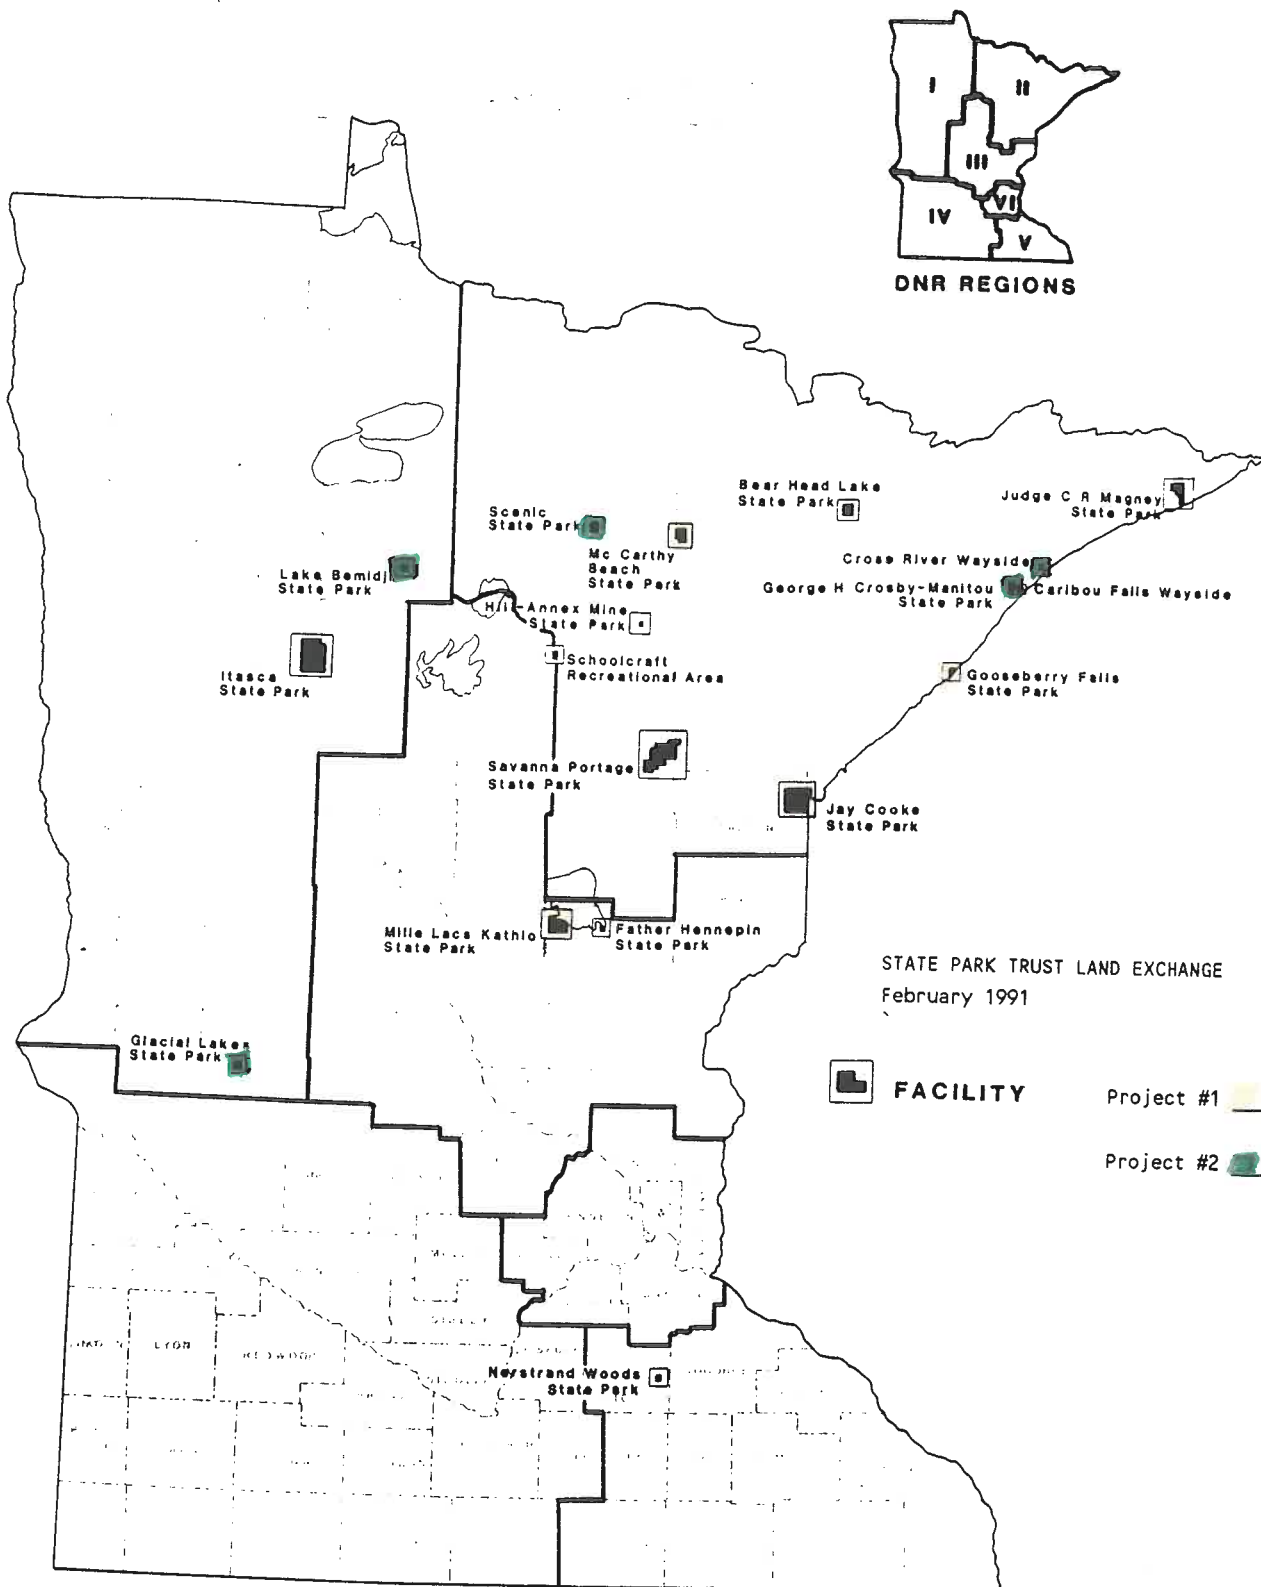 I
II
III
IV
VI
V
DNR REGIONS
Bear Head Lake
State Park
Judge C R Magney
State Park
Scenic
State Park
Mc Carthy
Beach
State Park
Cross River Wayside
George H Crosby-Manitou
State Park
Caribou Falls Wayside
Lake Bemidji
State Park
Hill-Annex Mine
State Park
Schoolcraft
Recreational Area
Itasca
State Park
Gooseberry Falls
State Park
Savanna Portage
State Park
Jay Cooke
State Park
Mille Lacs Kathio
State Park
Father Hennepin
State Park
STATE PARK TRUST LAND EXCHANGE
February 1991
Glacial Lakes
State Park
FACILITY
Project #1
Project #2
LYON
REDWOOD
Nerstrand Woods
State Park